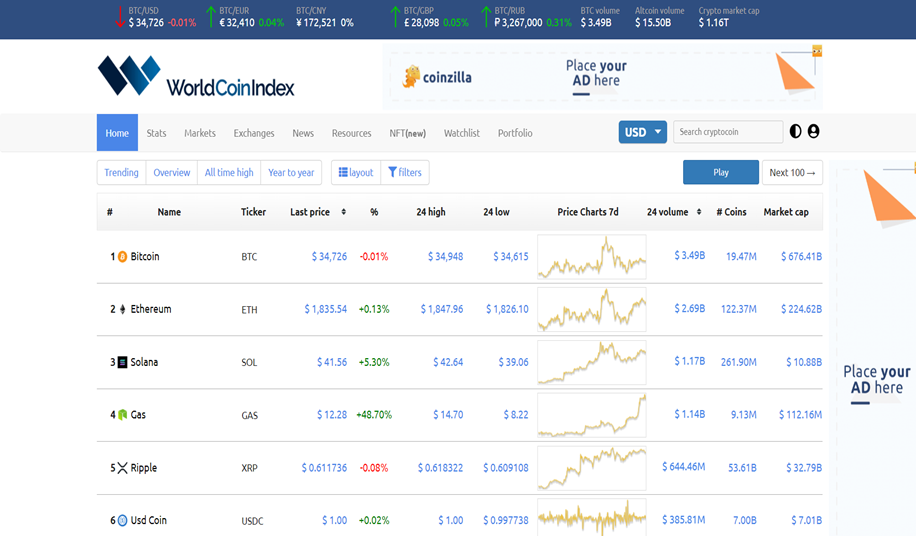 BTC/USD BTC/EUR BTC/CNY BTC/GBP BTC/RUB BTC volume Altcoin volume Crypto market cap
$ 34,726 -0.01% € 32,410 0.04% ¥ 172,521 0% £ 28,098 0.05% ₽ 3,267,000 0.31% $ 3.49B $ 15.50B $ 1.16T
WorldCoinIndex
coinzilla
Place your
AD here
Home Stats Markets Exchanges News Resources NFT(new) Watchlist Portfolio USD Search cryptocoin
Trending Overview All time high Year to year layout filters Play Next 100 →
# Name Ticker Last price % 24 high 24 low Price Charts 7d 24 volume # Coins Market cap
1 Bitcoin BTC $ 34,726 -0.01% $ 34,948 $ 34,615 $ 3.49B 19.47M $ 676.41B
2 Ethereum ETH $ 1,835.54 +0.13% $ 1,847.96 $ 1,826.10 $ 2.69B 122.37M $ 224.62B
3 Solana SOL $ 41.56 +5.30% $ 42.64 $ 39.06 $ 1.17B 261.90M $ 10.88B
4 Gas GAS $ 12.28 +48.70% $ 14.70 $ 8.22 $ 1.14B 9.13M $ 112.16M
5 Ripple XRP $ 0.611736 -0.08% $ 0.618322 $ 0.609108 $ 644.46M 53.61B $ 32.79B
6 Usd Coin USDC $ 1.00 +0.02% $ 1.00 $ 0.997738 $ 385.81M 7.00B $ 7.01B
Place your
AD here